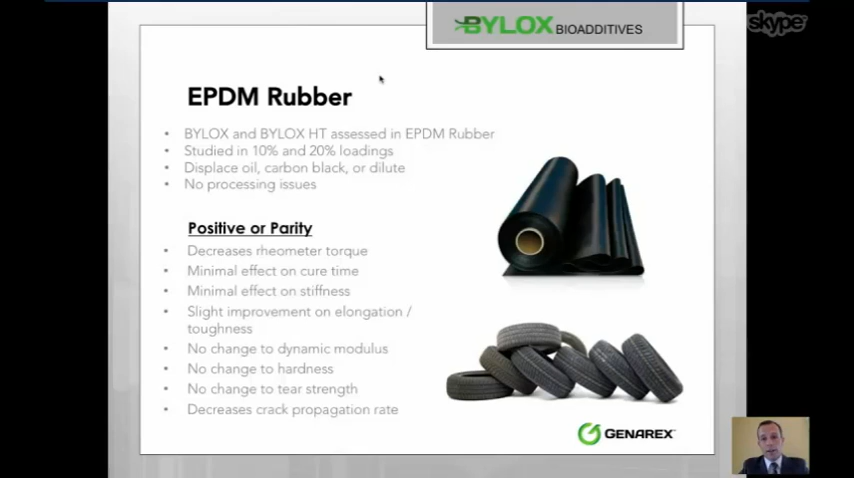 BYLOX BIOADDITIVES
skype
EPDM Rubber
• BYLOX and BYLOX HT assessed in EPDM Rubber
• Studied in 10% and 20% loadings
• Displace oil, carbon black, or dilute
• No processing issues
Positive or Parity
• Decreases rheometer torque
• Minimal effect on cure time
• Minimal effect on stiffness
• Slight improvement on elongation /
toughness
• No change to dynamic modulus
• No change to hardness
• No change to tear strength
• Decreases crack propagation rate
GENAREX